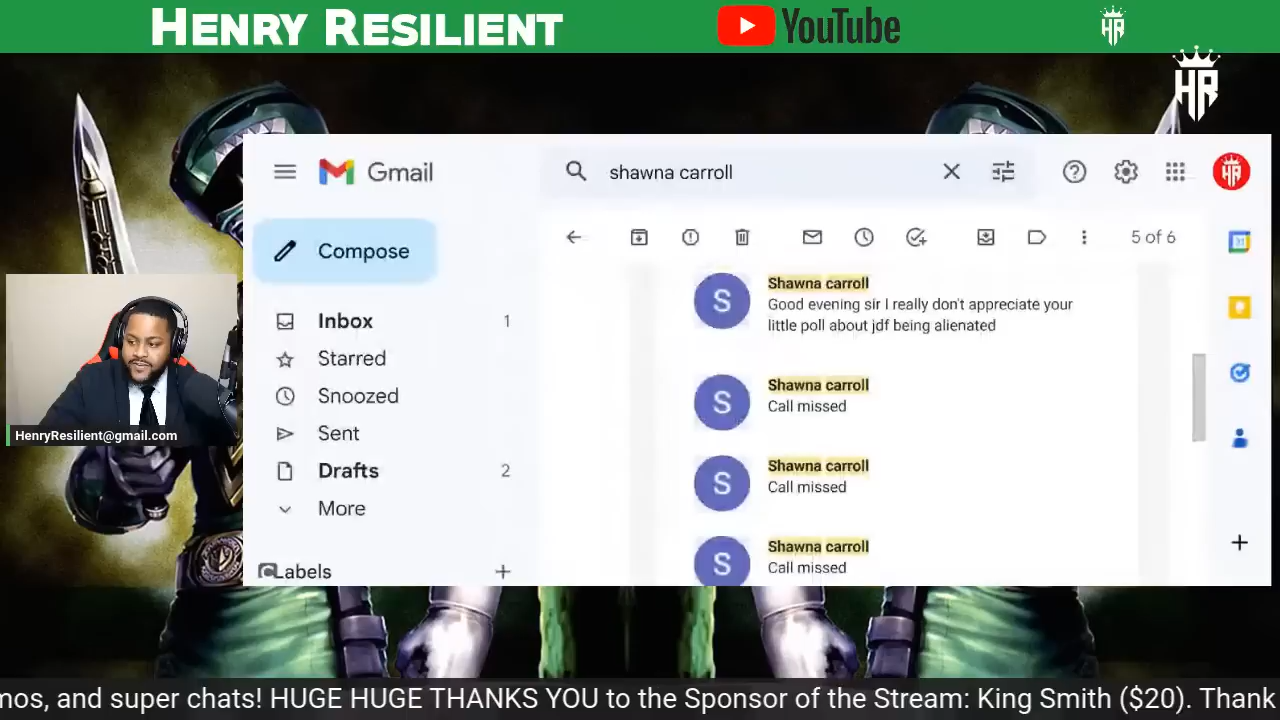 HENRY RESILIENT
YouTube
HR
HR
Gmail
shawna carroll
HR
Compose
5 of 6
31
Inbox 1
Starred
Snoozed
Sent
Drafts 2
More
Labels
S
Shawna carroll
Good evening sir I really don't appreciate your
little poll about jdf being alienated
S
Shawna carroll
Call missed
S
Shawna carroll
Call missed
S
Shawna carroll
Call missed
HenryResilient@gmail.com
mos, and super chats! HUGE HUGE THANKS YOU to the Sponsor of the Stream: King Smith ($20). Thank